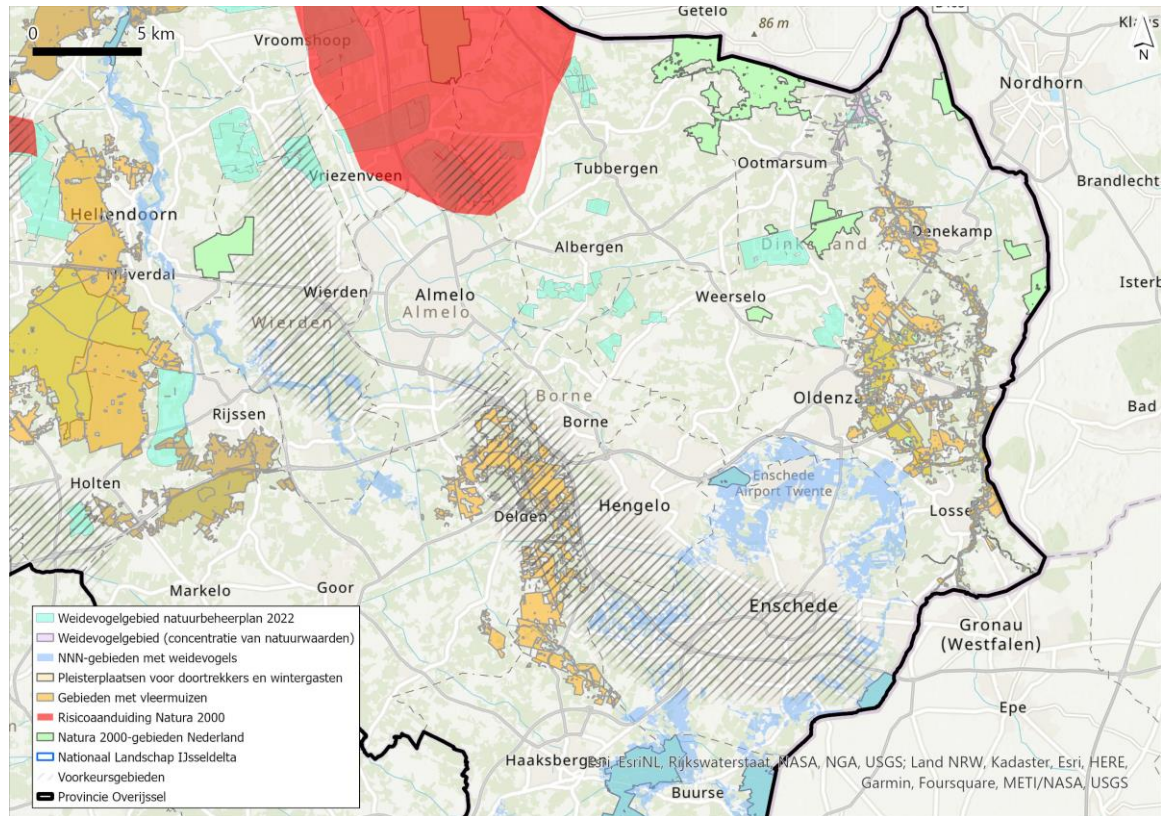 0 5 km
Getelo
86 m
Vroomshoop
N
Nordhorn
Ootmarsum
Tubbergen
Vriezenveen
Brandlecht
Hellendoorn
Albergen
Dinkelland
Denekamp
Nijverdal
Wierden
Almelo
Almelo
Weerselo
Wierden
Borne
Oldenza
Bad
Rijssen
Borne
Holten
Enschede
Airport Twente
Hengelo
Delden
Losse
Markelo
Goor
Enschede
Gronau
(Westfalen)
Epe
Haaksbergen
Buurse
Weidevogelgebied natuurbeheerplan 2022
Weidevogelgebied (concentratie van natuurwaarden)
NNN-gebieden met weidevogels
Pleisterplaatsen voor doortrekkers en wintergasten
Gebieden met vleermuizen
Risicoaanduiding Natura 2000
Natura 2000-gebieden Nederland
Nationaal Landschap IJsseldelta
Voorkeursgebieden
Provincie Overijssel
Esri, EsriNL, Rijkswaterstaat, NASA, NGA, USGS; Land NRW, Kadaster, Esri, HERE,
Garmin, Foursquare, METI/NASA, USGS